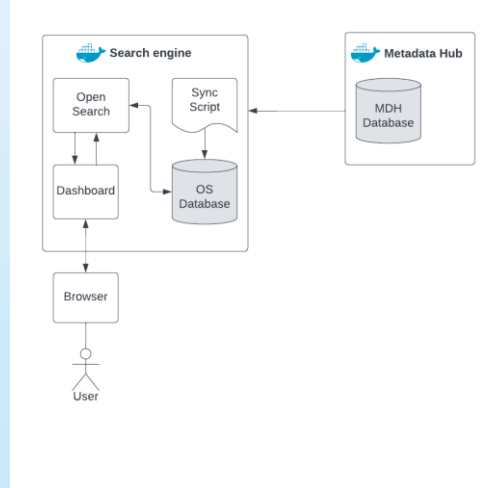 Search engine
Metadata Hub
Open
Search
Sync
Script
MDH
Database
Dashboard
OS
Database
Browser
User